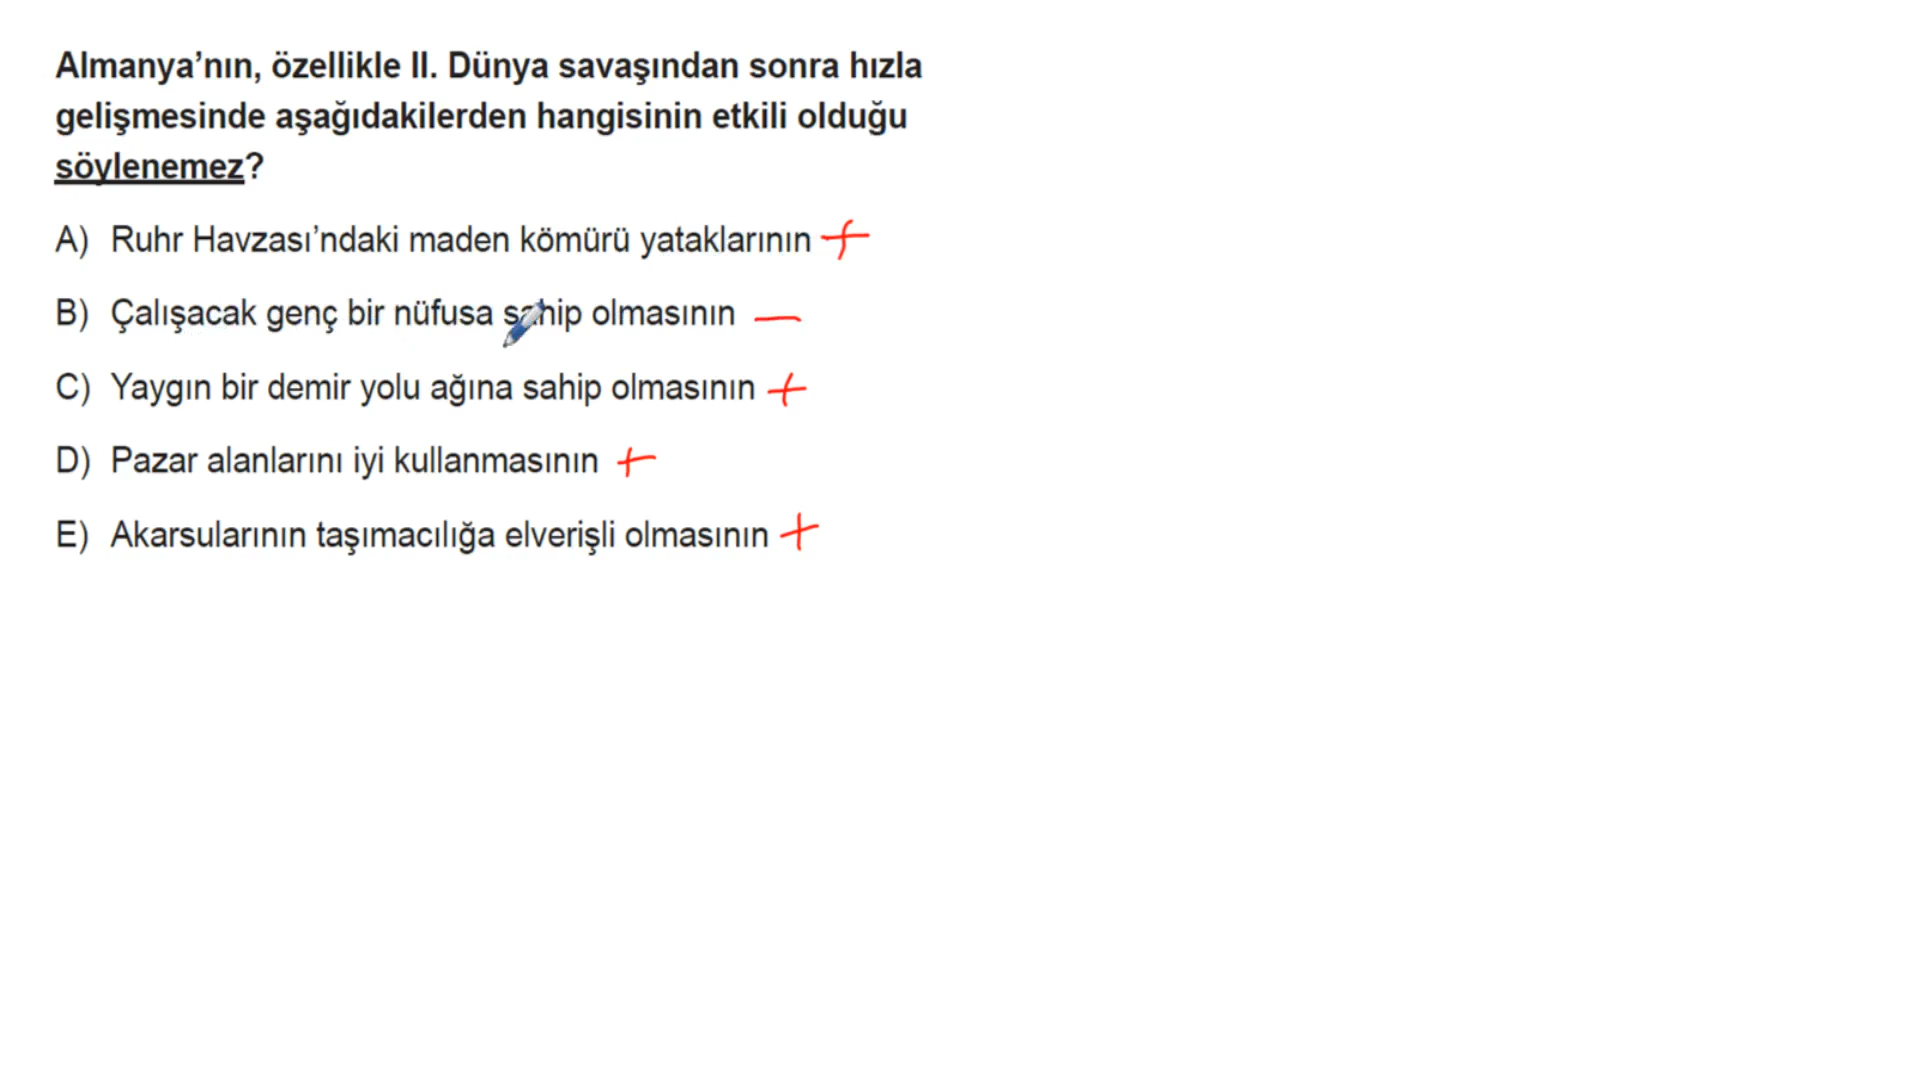 Almanya’nın, özellikle II. Dünya savaşından sonra hızla
gelişmesinde aşağıdakilerden hangisinin etkili olduğu
söylenemez?
A) Ruhr Havzası’ndaki maden kömürü yataklarının +
B) Çalışacak genç bir nüfusa sahip olmasının –
C) Yaygın bir demir yolu ağına sahip olmasının +
D) Pazar alanlarını iyi kullanmasının +
E) Akarsularının taşımacılığa elverişli olmasının +